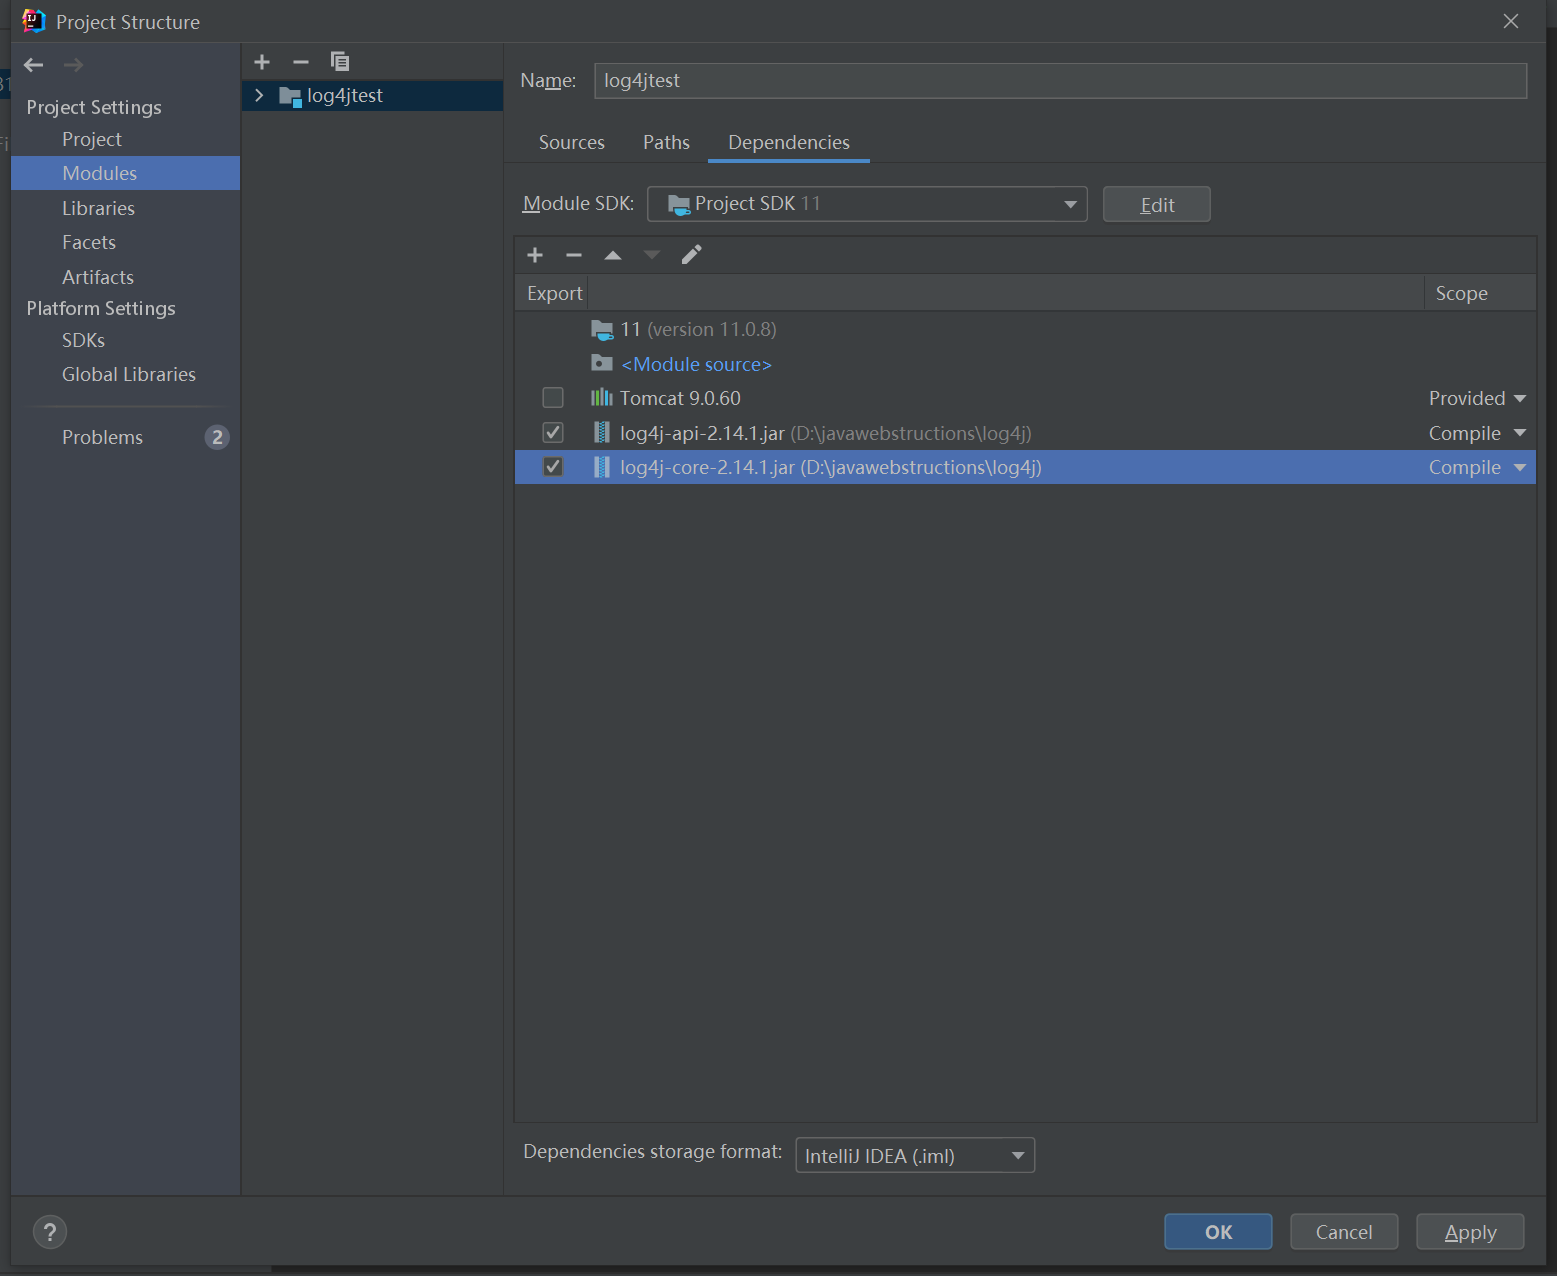 Project Structure
Project Settings
Project
Modules
Libraries
Facets
Artifacts
Platform Settings
SDKs
Global Libraries
Problems 2
log4jtest
Name: log4jtest
Sources Paths Dependencies
Module SDK: Project SDK 11 Edit
Export Scope
11 (version 11.0.8)
<Module source>
Tomcat 9.0.60 Provided
log4j-api-2.14.1.jar (D:\javawebstructions\log4j) Compile
log4j-core-2.14.1.jar (D:\javawebstructions\log4j) Compile
Dependencies storage format: IntelliJ IDEA (.iml)
? OK Cancel Apply